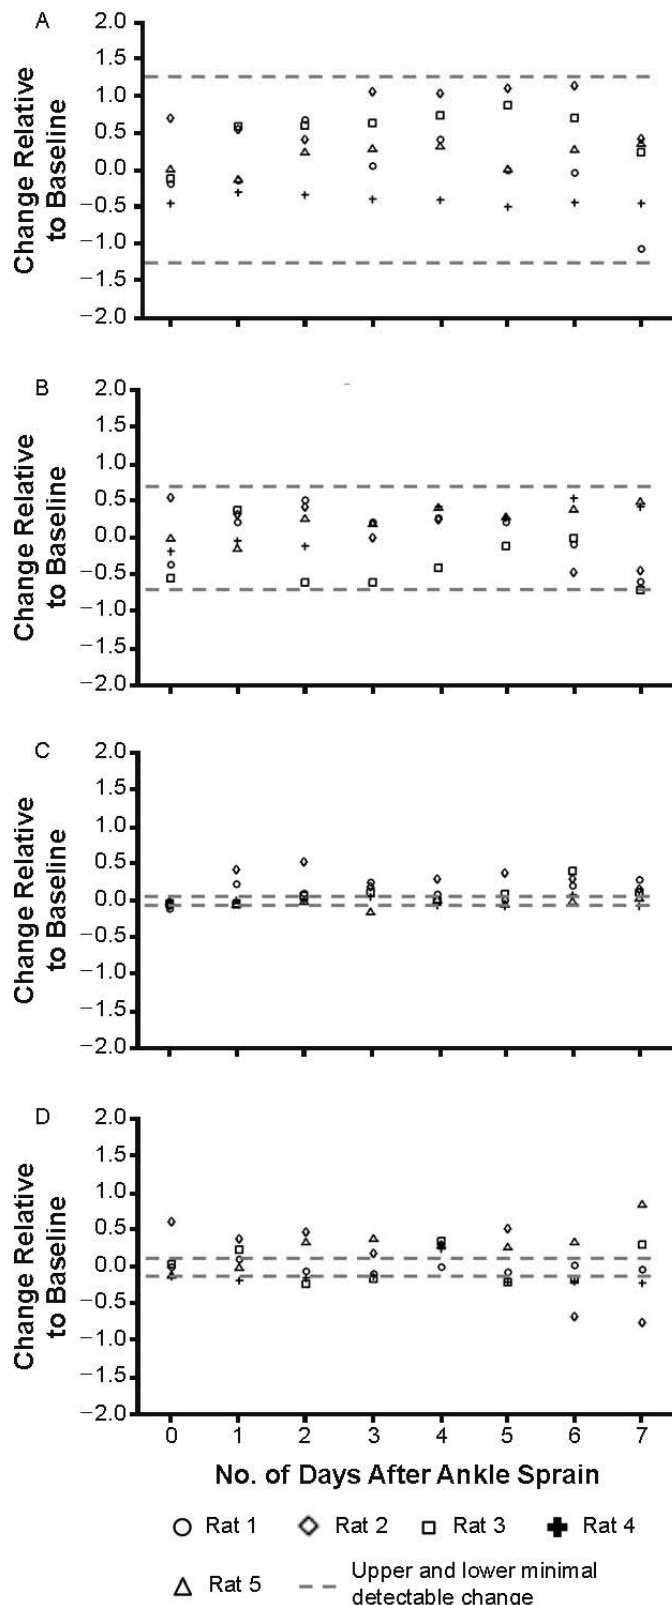 A
2.0
1.5
1.0
0.5
0.0
−0.5
−1.0
−1.5
−2.0
Change Relative
to Baseline
B
2.0
1.5
1.0
0.5
0.0
−0.5
−1.0
−1.5
−2.0
Change Relative
to Baseline
C
2.0
1.5
1.0
0.5
0.0
−0.5
−1.0
−1.5
−2.0
Change Relative
to Baseline
D
2.0
1.5
1.0
0.5
0.0
−0.5
−1.0
−1.5
−2.0
Change Relative
to Baseline
0 1 2 3 4 5 6 7
No. of Days After Ankle Sprain
Rat 1 Rat 2 Rat 3 Rat 4
Rat 5 Upper and lower minimal
detectable change